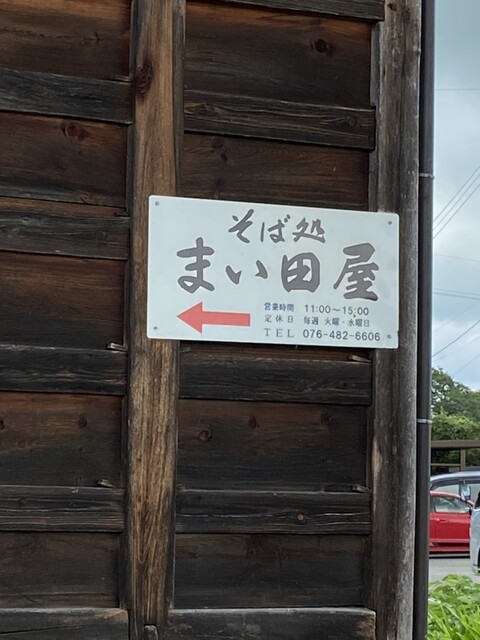 そば処
まい田屋
営業時間 11:00～15:00
定休日 毎週 火曜・水曜日
TEL 076-482-6606